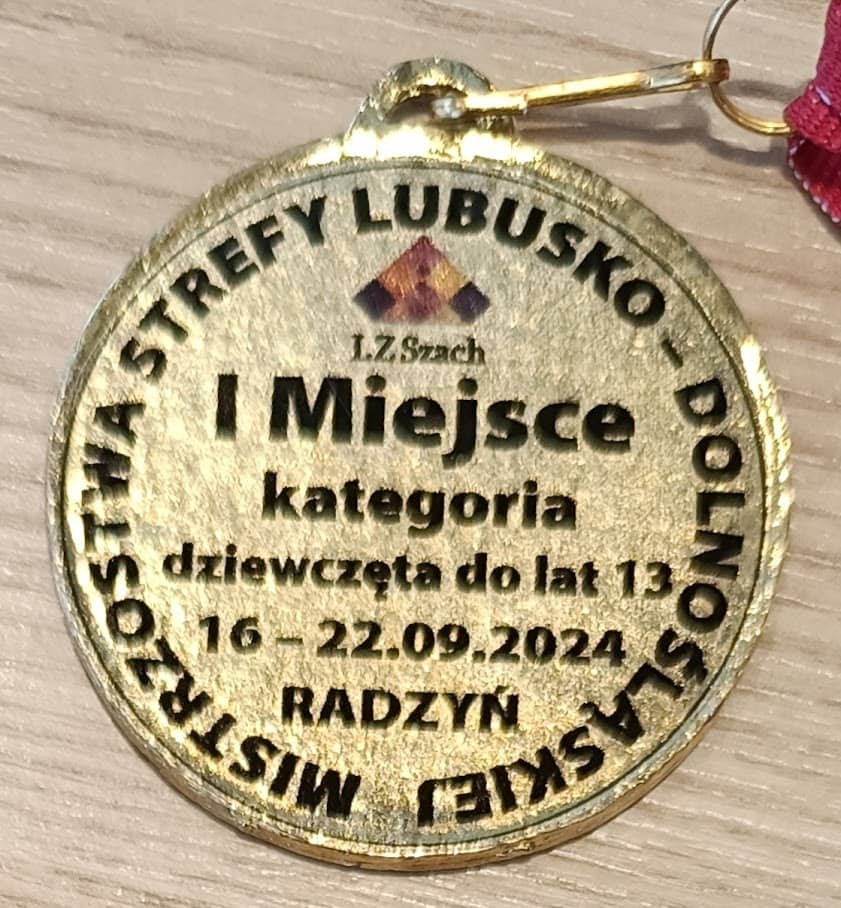 MISTRZOSTWA STREFY LUBUSKO – DOLNOŚLĄSKIEJ
LZ Szach
I Miejsce
kategoria
dziewczęta do lat 13
16 – 22.09.2024
RADZYŃ